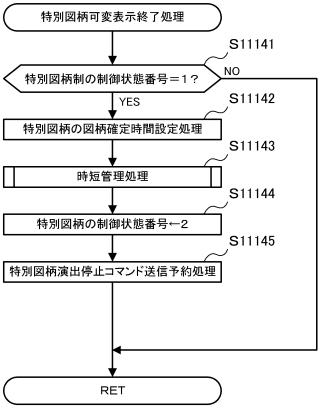 特別図柄可変表示終了処理
S11141
特別図柄制の制御状態番号＝１？
NO
YES
S11142
特別図柄の図柄確定時間設定処理
S11143
時短管理処理
S11144
特別図柄の制御状態番号←２
S11145
特別図柄演出停止コマンド送信予約処理
RET